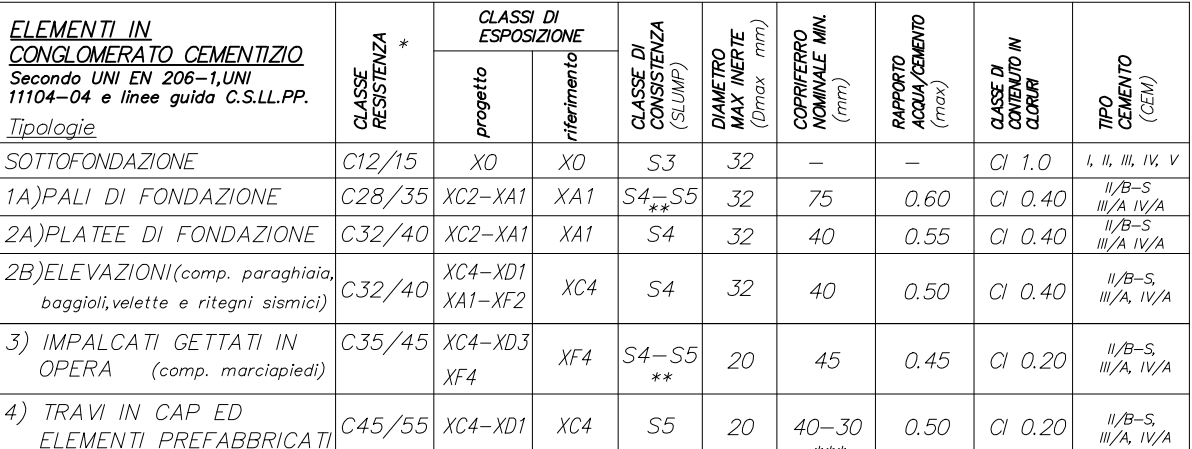 ELEMENTI IN
CONGLOMERATO CEMENTIZIO
Secondo UNI EN 206-1,UNI
11104-04 e linee guida C.S.LL.PP.
Tipologie
CLASSE
RESISTENZA *
CLASSI DI
ESPOSIZIONE
progetto
riferimento
CLASSE DI
CONSISTENZA
(SLUMP)
DIAMETRO
MAX INERTE
(Dmax mm)
COPRIFERRO
NOMINALE MIN.
(mm)
RAPPORTO
ACQUA/CEMENTO
(max)
CLASSE DI
CONTENUTO IN
CLORURI
TIPO
CEMENTO
(CEM)
SOTTOFONDAZIONE C12/15 X0 X0 S3 32 - - Cl 1.0 I, II, III, IV, V
1A)PALI DI FONDAZIONE C28/35 XC2-XA1 XA1 S4-S5 ** 32 75 0.60 Cl 0.40 II/B-S
III/A IV/A
2A)PLATEE DI FONDAZIONE C32/40 XC2-XA1 XA1 S4 32 40 0.55 Cl 0.40 II/B-S
III/A IV/A
2B)ELEVAZIONI(comp. paraghiaia,
baggioli,velette e ritegni sismici) C32/40 XC4-XD1
XA1-XF2 XC4 S4 32 40 0.50 Cl 0.40 II/B-S,
III/A, IV/A
3) IMPALCATI GETTATI IN
OPERA (comp. marciapiedi) C35/45 XC4-XD3
XF4 XF4 S4-S5
** 20 45 0.45 Cl 0.20 II/B-S,
III/A, IV/A
4) TRAVI IN CAP ED
ELEMENTI PREFABBRICATI C45/55 XC4-XD1 XC4 S5 20 40-30
*** 0.50 Cl 0.20 II/B-S,
III/A, IV/A